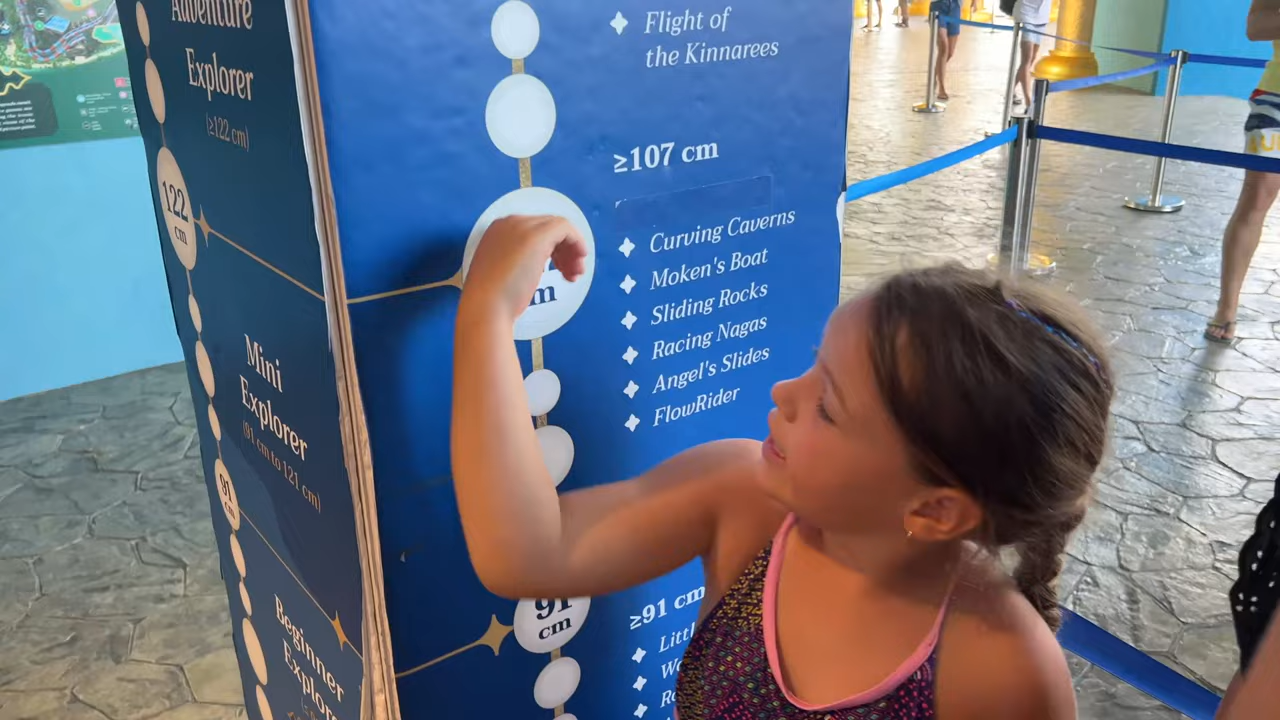 Adventure
Explorer
(≥122 cm)
122
cm
Mini
Explorer
(91 cm to 121 cm)
91
cm
Beginner
Flight of
the Kinnarees
≥107 cm
Curving Caverns
Moken's Boat
Sliding Rocks
Racing Nagas
Angel's Slides
FlowRider
91
cm
≥91 cm